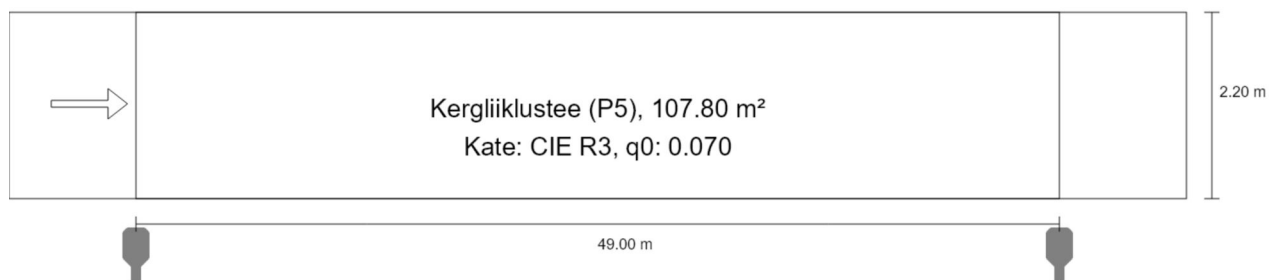 Kergliiklustee (P5), 107.80 m²
Kate: CIE R3, q0: 0.070
2.20 m
49.00 m